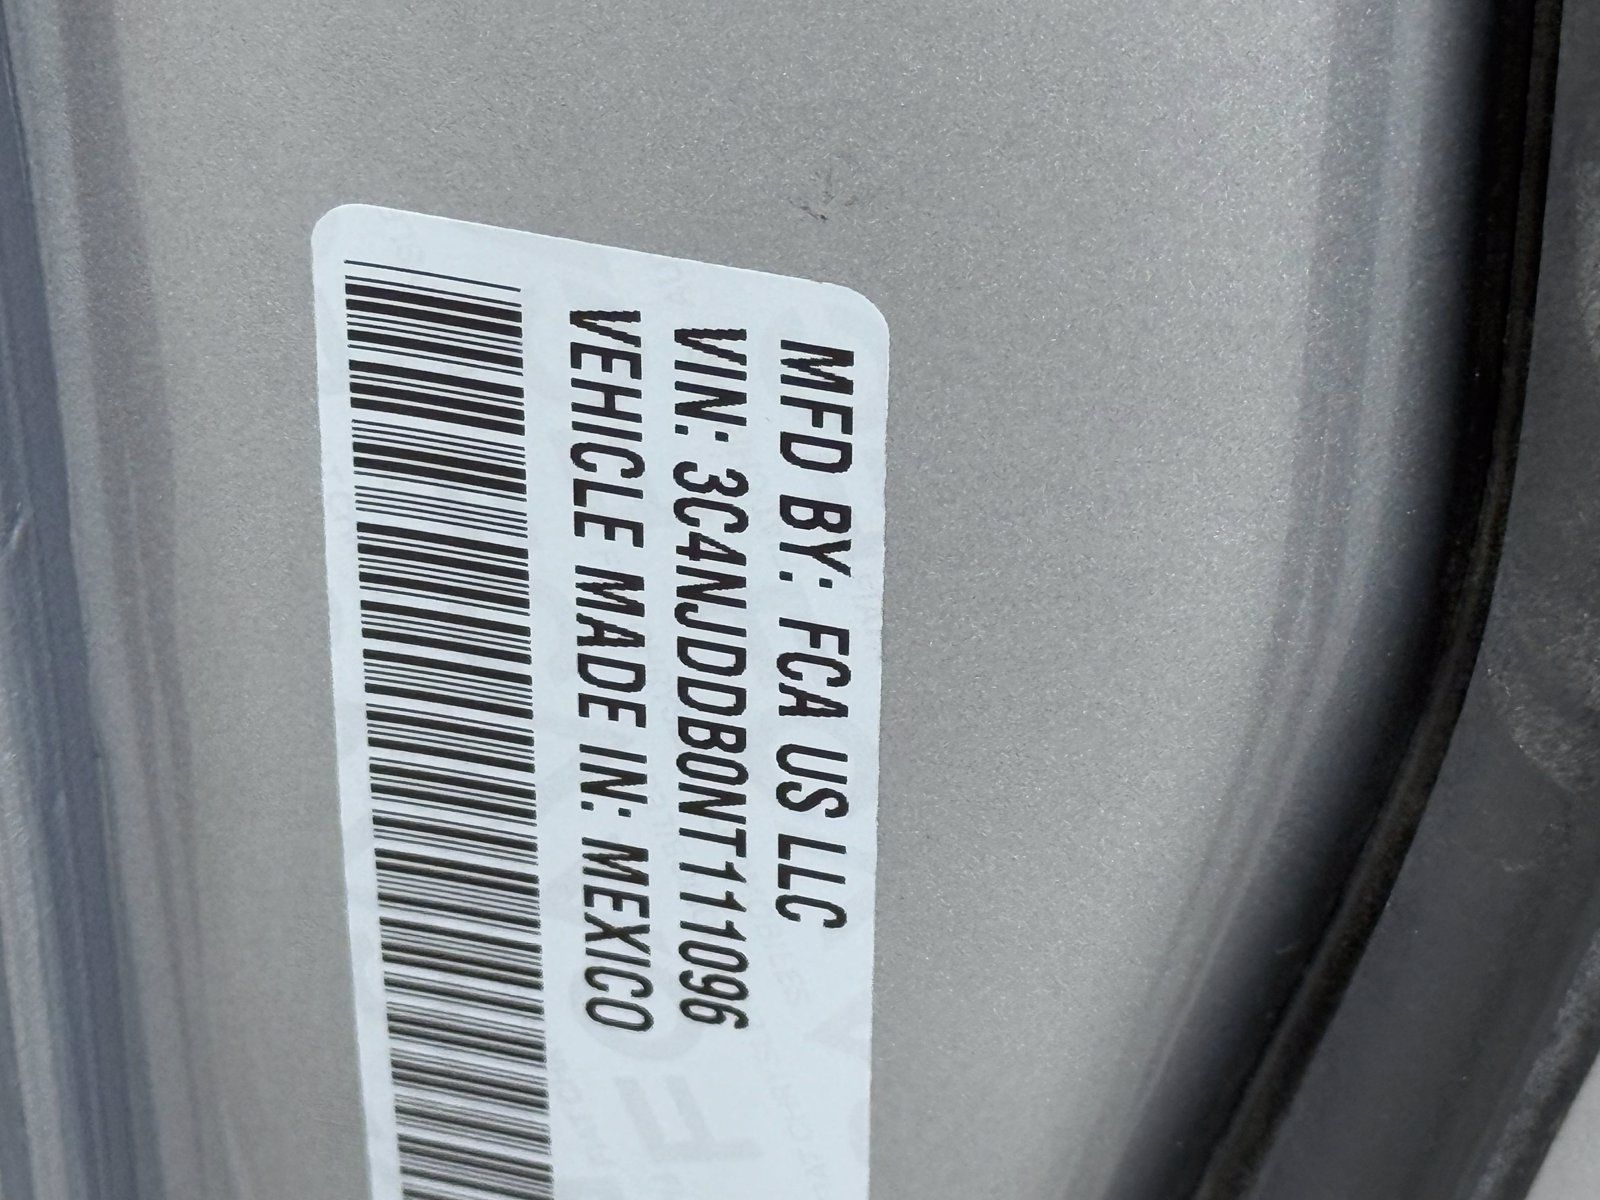 MFD BY: FCA US LLC
VIN: 3C4NJDDB0NT111096
VEHICLE MADE IN: MEXICO